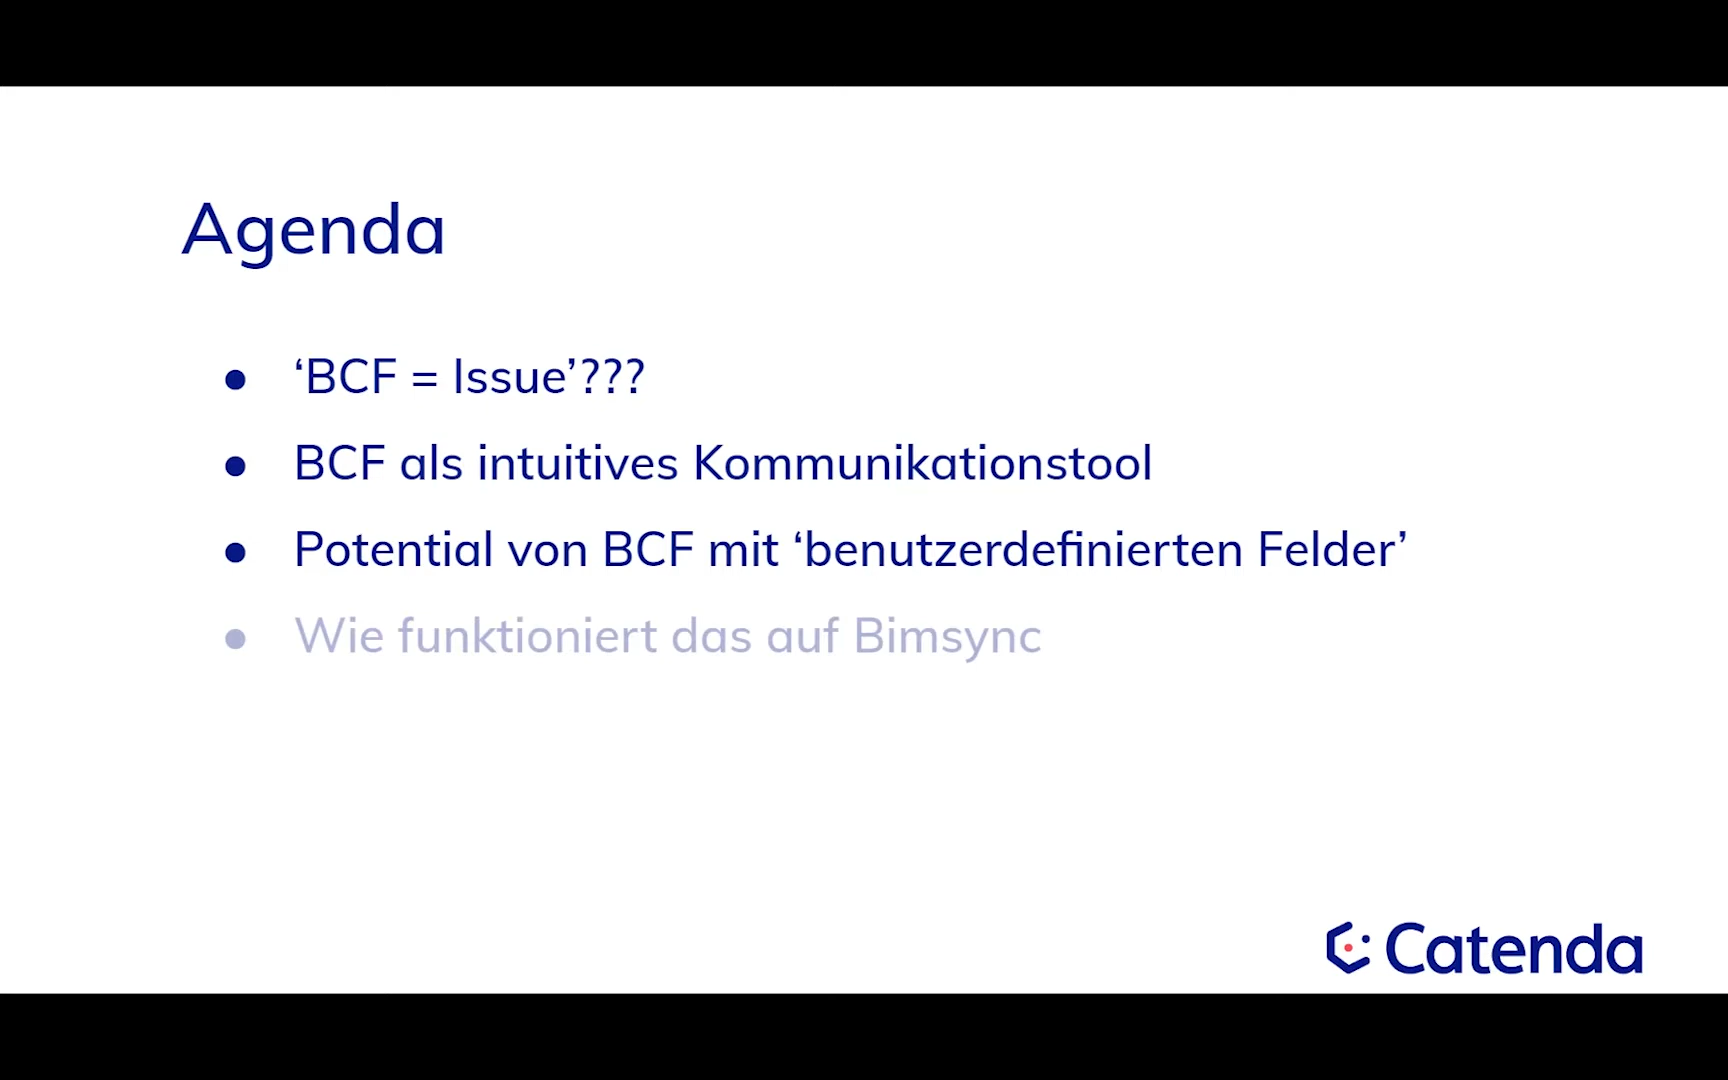 Agenda
● ‘BCF = Issue’???
● BCF als intuitives Kommunikationstool
● Potential von BCF mit ‘benutzerdefinierten Felder’
● Wie funktioniert das auf Bimsync
Catenda